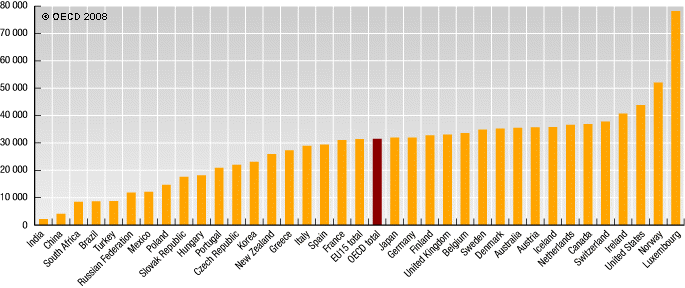 © OECD 2008
80 000
70 000
60 000
50 000
40 000
30 000
20 000
10 000
0
India
China
South Africa
Brazil
Turkey
Russian Federation
Mexico
Poland
Slovak Republic
Hungary
Portugal
Czech Republic
Korea
New Zealand
Greece
Italy
Spain
France
EU15 total
OECD total
Japan
Germany
Finland
United Kingdom
Belgium
Sweden
Denmark
Australia
Austria
Iceland
Netherlands
Canada
Switzerland
Ireland
United States
Norway
Luxembourg